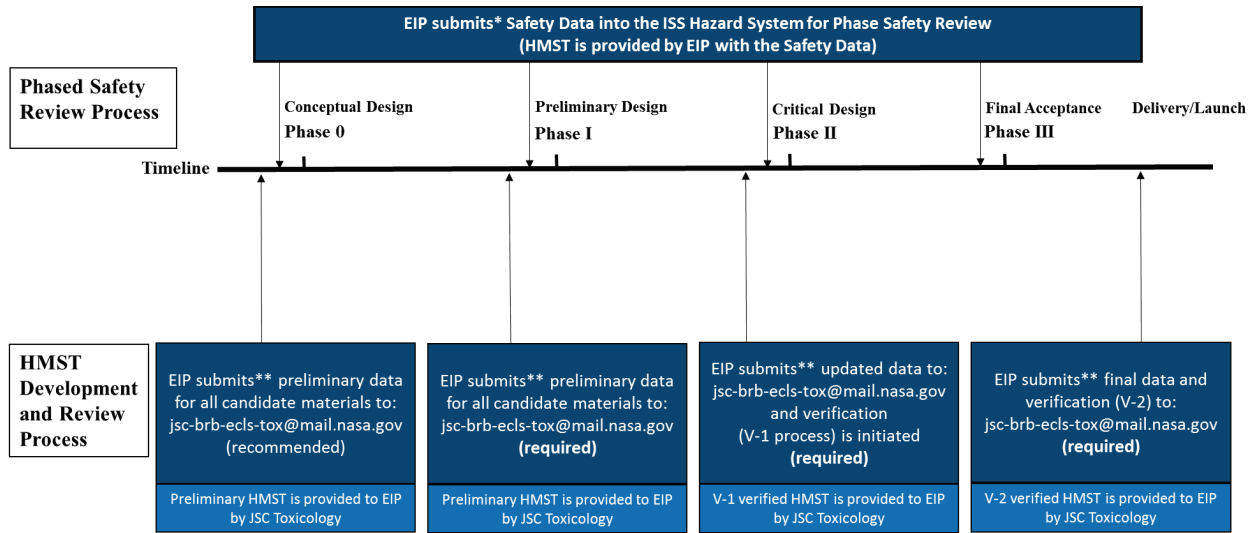 EIP submits* Safety Data into the ISS Hazard System for Phase Safety Review
(HMST is provided by EIP with the Safety Data)
Phased Safety
Review Process
Conceptual Design
Phase 0
Preliminary Design
Phase I
Critical Design
Phase II
Final Acceptance
Phase III
Delivery/Launch
Timeline
HMST
Development
and Review
Process
EIP submits** preliminary data
for all candidate materials to:
jsc-brb-ecls-tox@mail.nasa.gov
(recommended)
Preliminary HMST is provided to EIP
by JSC Toxicology
EIP submits** preliminary data
for all candidate materials to:
jsc-brb-ecls-tox@mail.nasa.gov
(required)
Preliminary HMST is provided to EIP
by JSC Toxicology
EIP submits** updated data to:
jsc-brb-ecls-tox@mail.nasa.gov
and verification
(V-1 process) is initiated
(required)
V-1 verified HMST is provided to EIP
by JSC Toxicology
EIP submits** final data and
verification (V-2) to:
jsc-brb-ecls-tox@mail.nasa.gov
(required)
V-2 verified HMST is provided to EIP
by JSC Toxicology